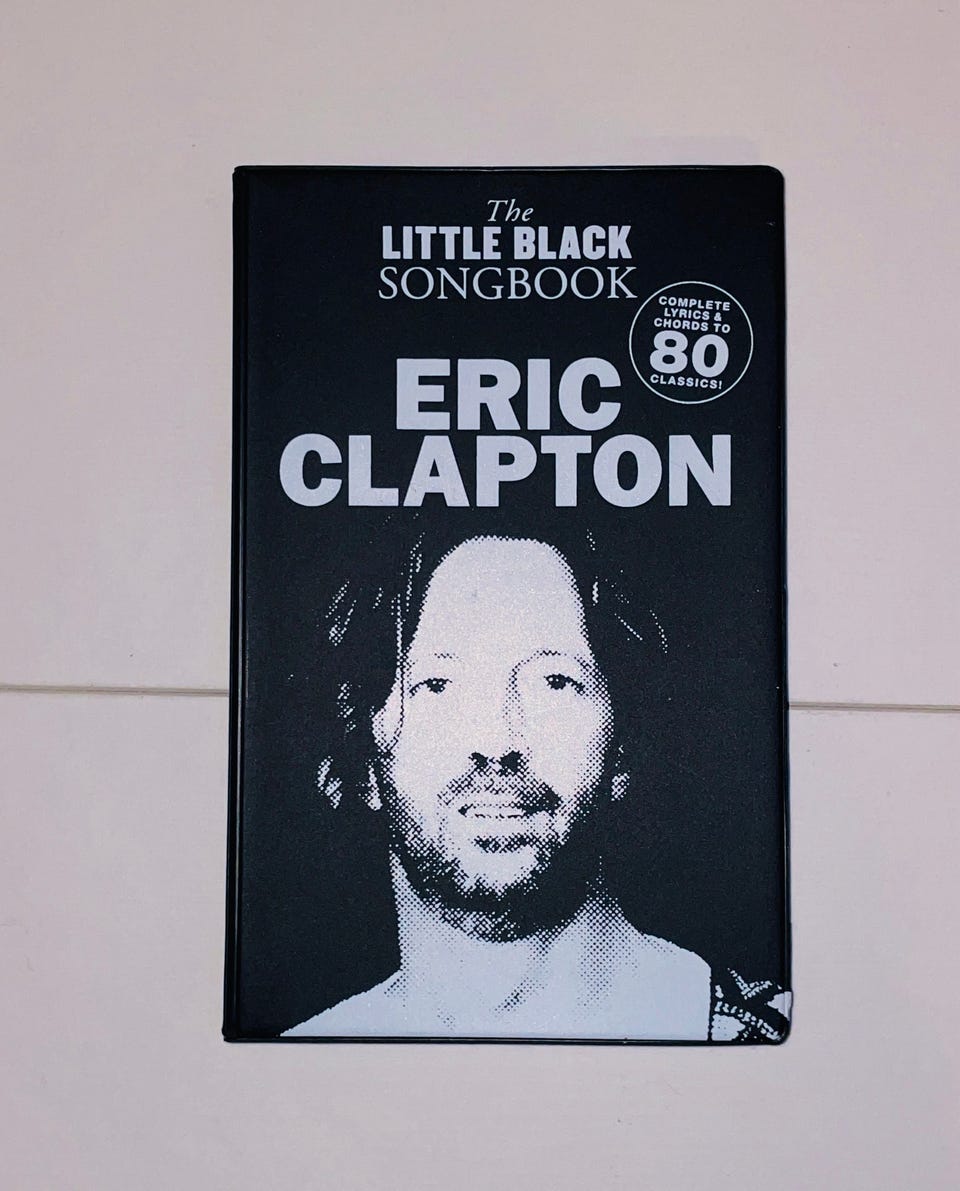 The
LITTLE BLACK
SONGBOOK
COMPLETE
LYRICS &
CHORDS TO
80
CLASSICS!
ERIC
CLAPTON